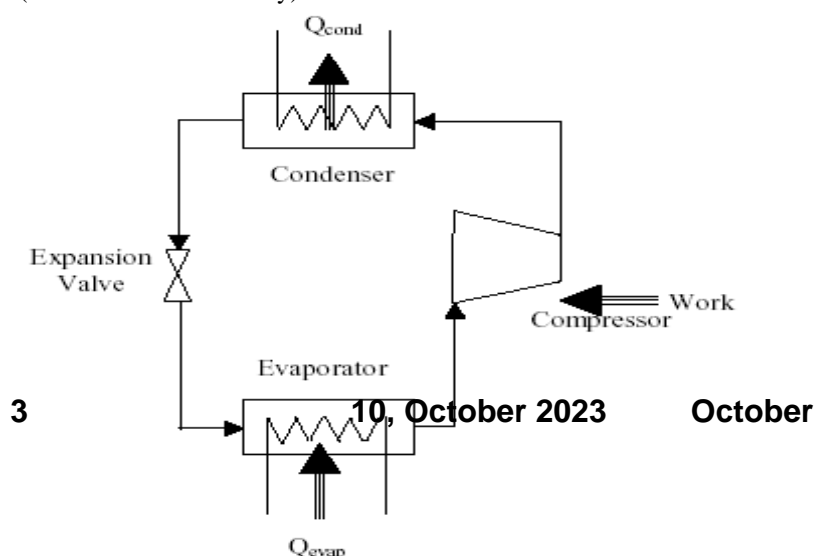 Qcond
Condenser
Expansion
Valve
Work
Compressor
Evaporator
3 10, October 2023 October
Qevap